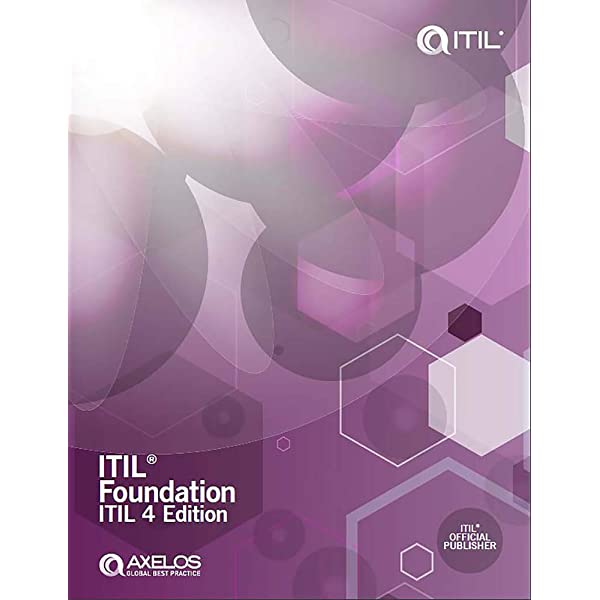 ITIL®
ITIL®
Foundation
ITIL 4 Edition
AXELOS
GLOBAL BEST PRACTICE
ITIL®
OFFICIAL
PUBLISHER